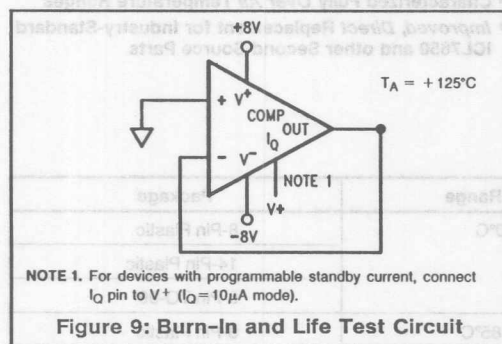 Characterized Fully Over All Temperature Ranges
Improved, Direct Replacement for Industry-Standard
ICL7650 and other Second Source Parts
+8V
T_A = +125°C
+ V+
COMP
OUT
I_Q
- V-
NOTE 1
V+
-8V
Range
Package
0°C
8-Pin Plastic
14-Pin Plastic
85°C
NOTE 1. For devices with programmable standby current, connect
I_Q pin to V+ (I_Q=10μA mode).
Figure 9: Burn-In and Life Test Circuit